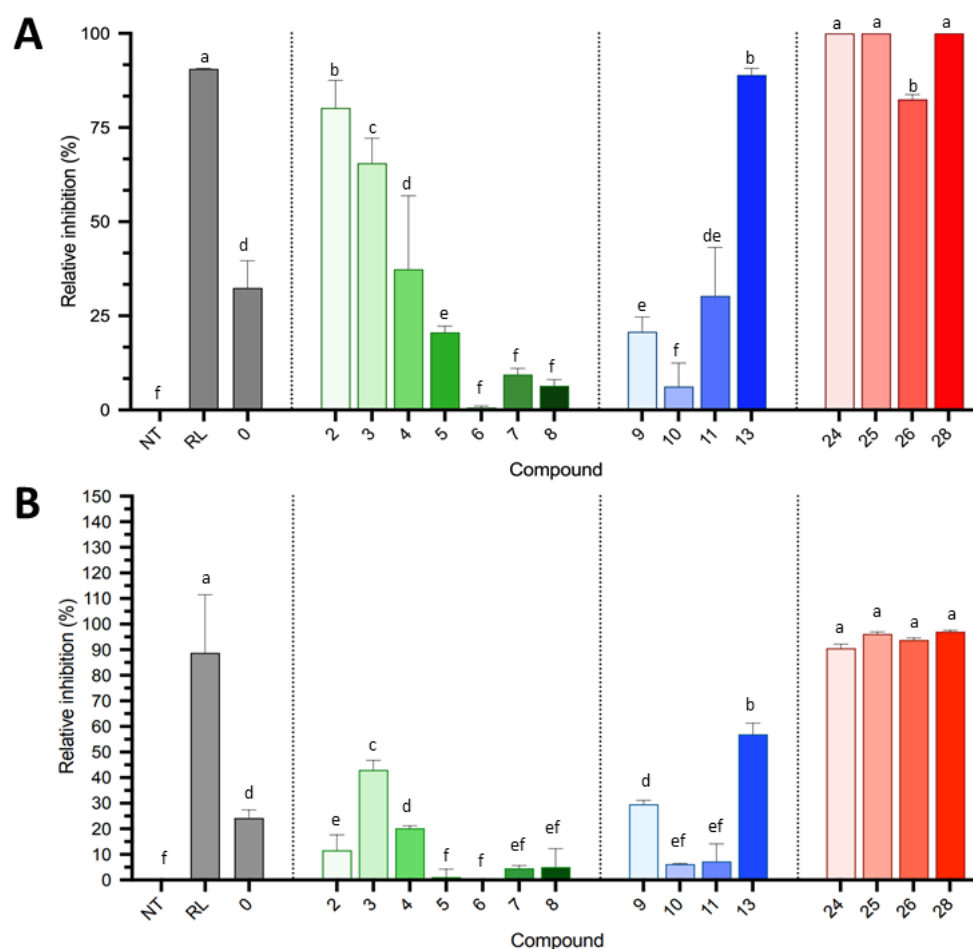 A
Relative inhibition (%)
100
75
50
25
0
f
a
d
b
c
d
e
f
f
f
e
f
de
b
a
a
b
a
NT
RL
0
2
3
4
5
6
7
8
9
10
11
13
24
25
26
28
Compound
B
Relative inhibition (%)
150
140
130
120
110
100
90
80
70
60
50
40
30
20
10
0
f
a
d
e
c
d
f
f
ef
ef
d
ef
ef
b
a
a
a
a
NT
RL
0
2
3
4
5
6
7
8
9
10
11
13
24
25
26
28
Compound